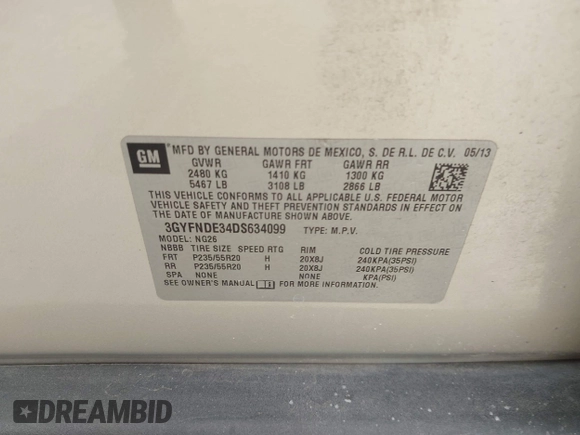 GM
MFD BY GENERAL MOTORS DE MEXICO, S. DE R.L. DE C.V. 05/13
GVWR GAWR FRT GAWR RR
2480 KG 1410 KG 1300 KG
5467 LB 3108 LB 2866 LB
THIS VEHICLE CONFORMS TO ALL APPLICABLE U.S. FEDERAL MOTOR
VEHICLE SAFETY, BUMPER, AND THEFT PREVENTION STANDARDS IN EFFECT ON THE
DATE OF MANUFACTURE SHOWN ABOVE.
3GYFNDE34DS634099 TYPE: M.P.V.
MODEL: NG26
NBBB TIRE SIZE SPEED RTG RIM COLD TIRE PRESSURE
FRT P235/55R20 H 20X8J 240KPA(35PSI)
RR P235/55R20 H 20X8J 240KPA(35PSI)
SPA NONE NONE KPA(PSI)
SEE OWNER'S MANUAL FOR MORE INFORMATION.
DREAMBID